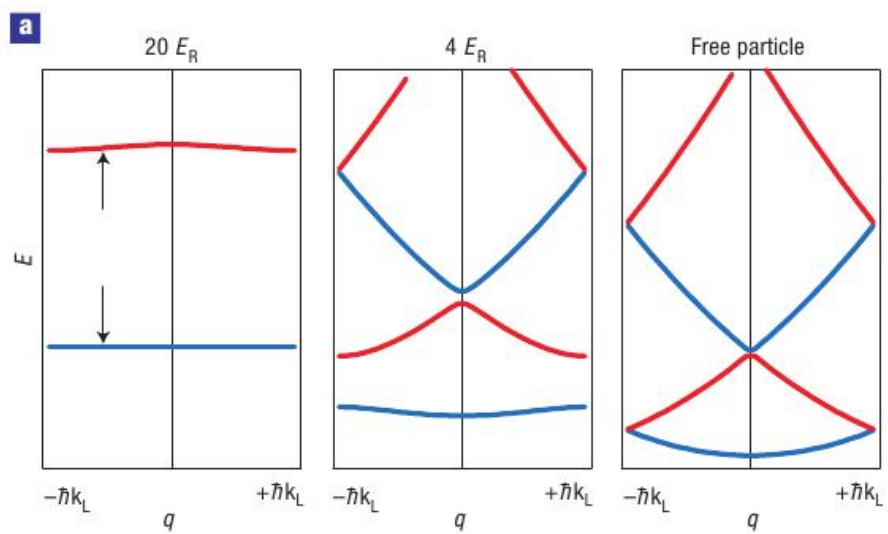 a
20 E_R 4 E_R Free particle
E
–ħk_L +ħk_L –ħk_L +ħk_L –ħk_L +ħk_L
q q q